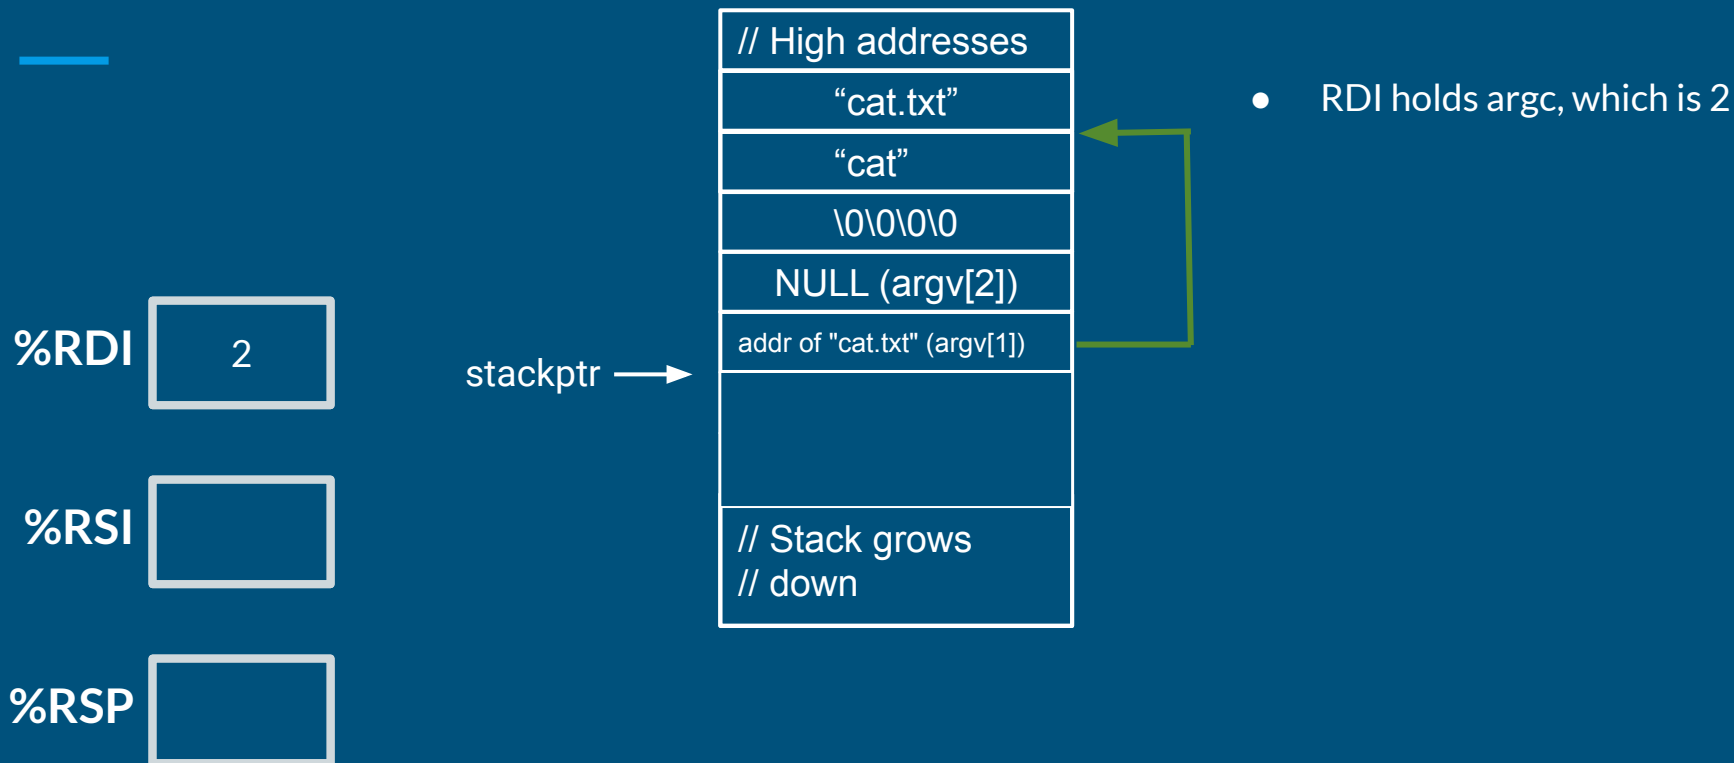 // High addresses
“cat.txt”
● RDI holds argc, which is 2
“cat”
\0\0\0\0
NULL (argv[2])
%RDI
2
addr of "cat.txt" (argv[1])
stackptr
%RSI
// Stack grows
// down
%RSP